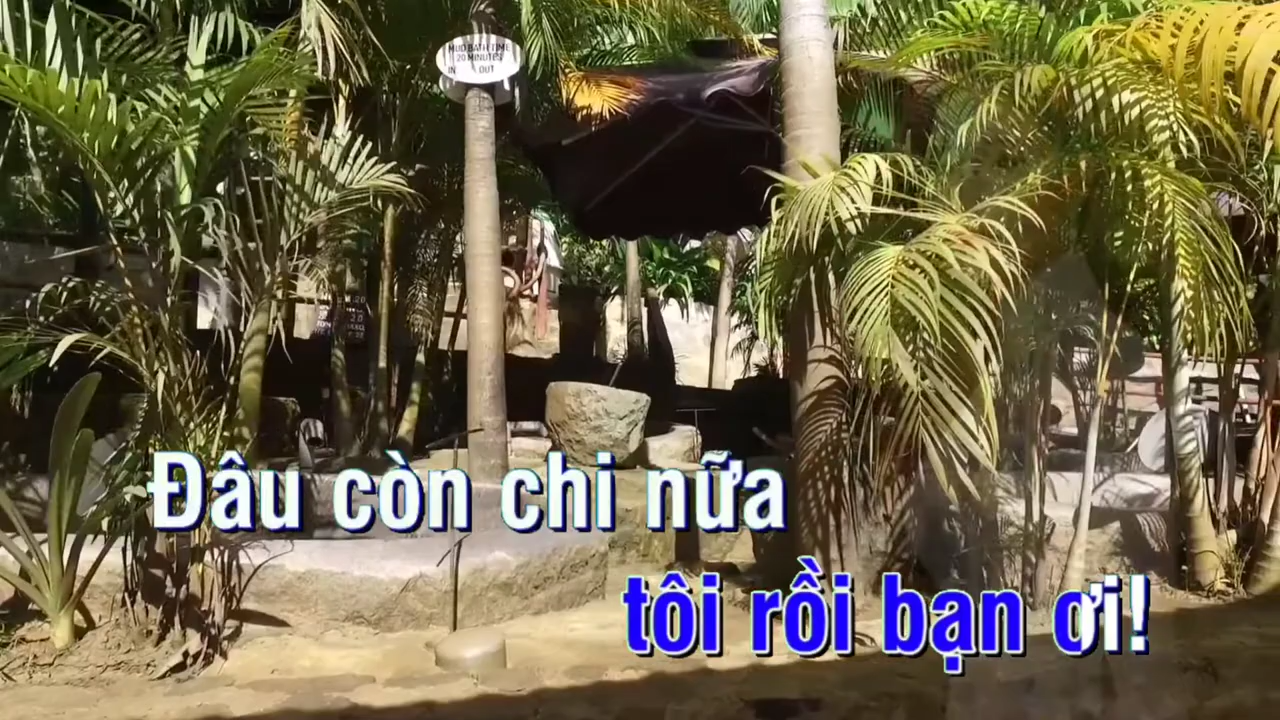 MUD BATH TIME
20 MINUTES
IN OUT
Đâu còn chi nữa
tôi rồi bạn ơi!